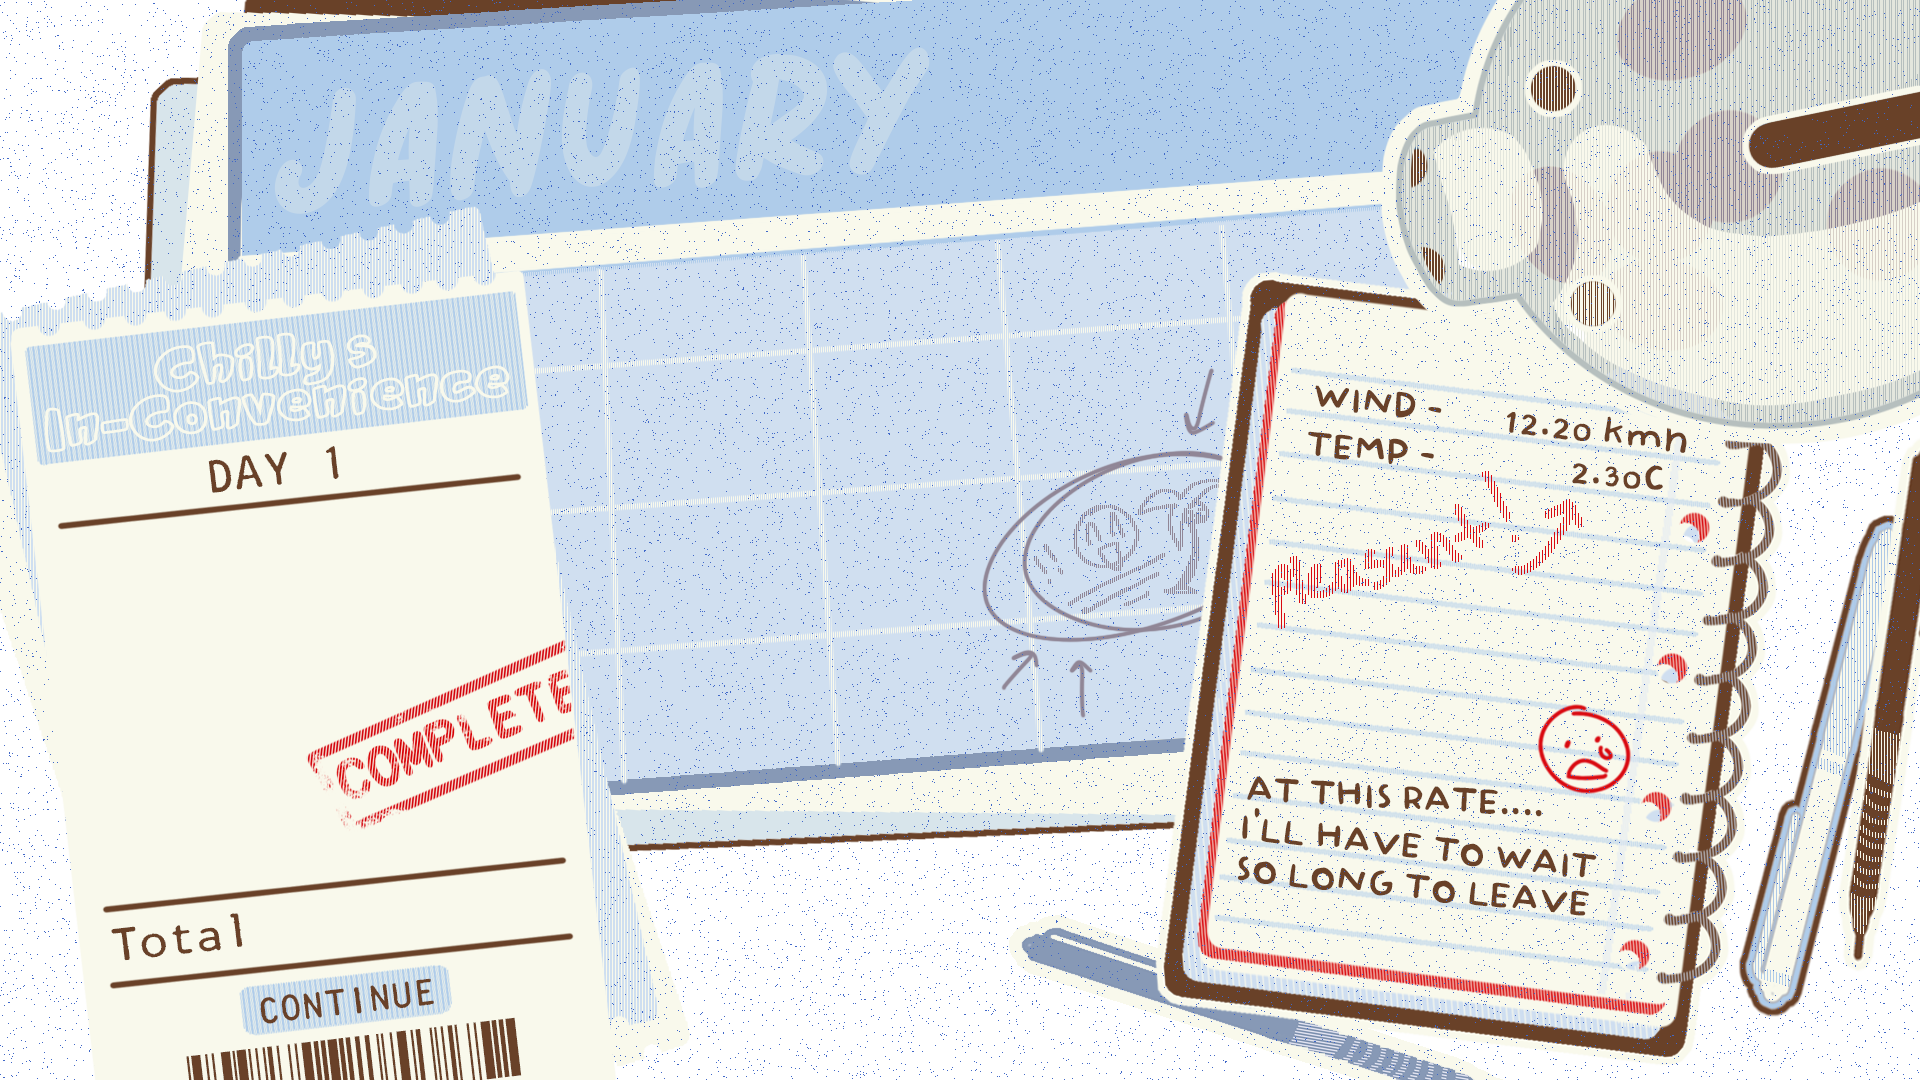 JANUARY
Chilly's
In-Convenience
DAY 1
COMPLETE
Total
CONTINUE
WIND - 12.20 kmh
TEMP - 2.30C
AT THIS RATE....
I'LL HAVE TO WAIT
SO LONG TO LEAVE